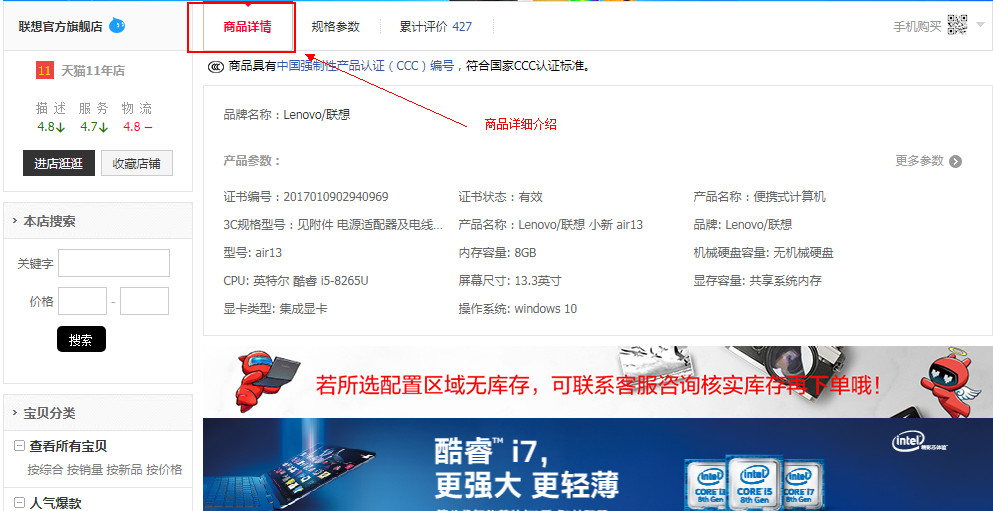 联想官方旗舰店
11 天猫11年店
描 述 服 务 物 流
4.8↓ 4.7↓ 4.8 –
进店逛逛 收藏店铺
本店搜索
关键字
价格 -
搜索
宝贝分类
查看所有宝贝
按综合 按销量 按新品 按价格
人气爆款
商品详情 规格参数 累计评价 427 手机购买
商品具有中国强制性产品认证（CCC）编号，符合国家CCC认证标准。
商品详细介绍
品牌名称：Lenovo/联想
产品参数： 更多参数
证书编号：2017010902940969 证书状态：有效 产品名称：便携式计算机
3C规格型号：见附件 电源适配器及电线... 产品名称：Lenovo/联想 小新 air13 品牌: Lenovo/联想
型号: air13 内存容量: 8GB 机械硬盘容量: 无机械硬盘
CPU: 英特尔 酷睿 i5-8265U 屏幕尺寸: 13.3英寸 显存容量: 共享系统内存
显卡类型: 集成显卡 操作系统: windows 10
若所选配置区域无库存，可联系客服咨询核实库存再下单哦！
酷睿™ i7,
更强大 更轻薄
intel
intel intel intel
CORE i3 CORE i5 CORE i7
8th Gen 8th Gen 8th Gen